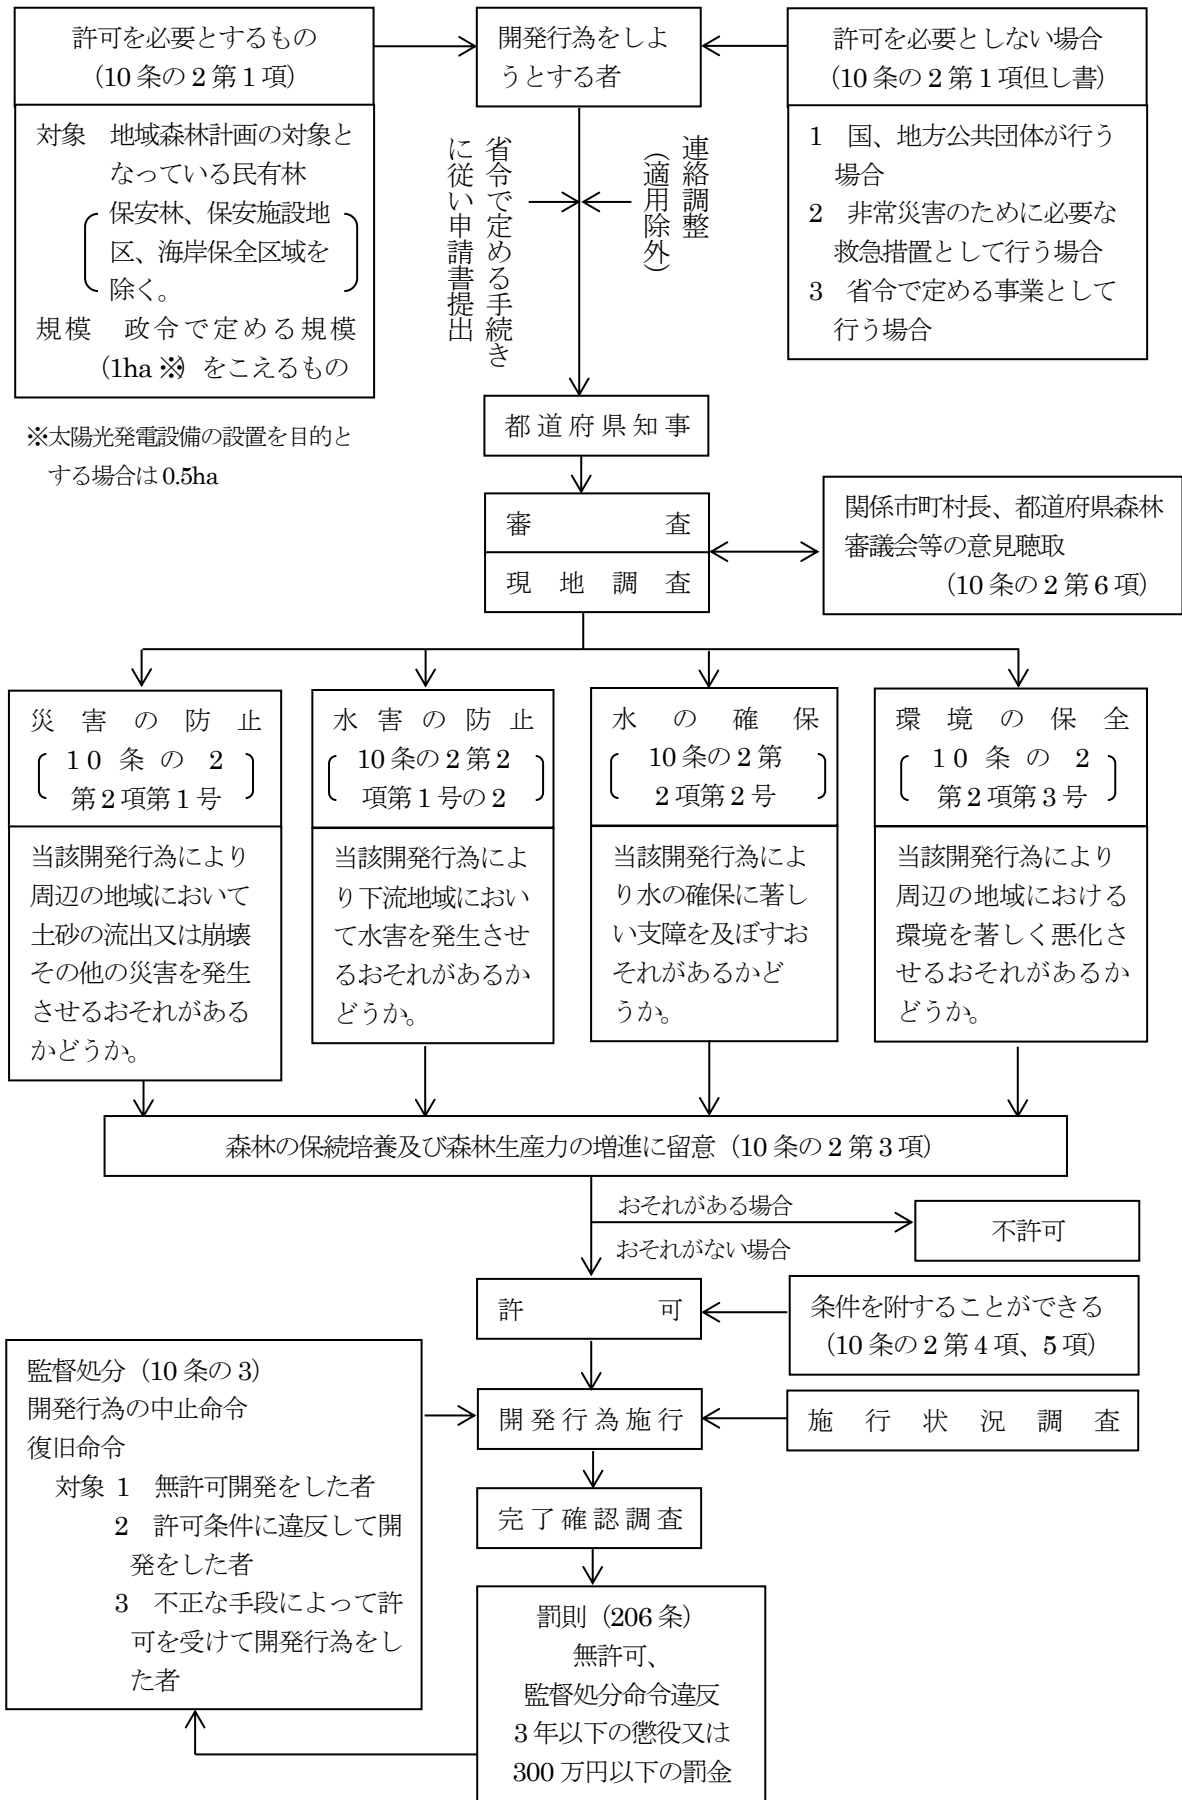 許可を必要とするもの
（10条の2第1項）
対象　地域森林計画の対象と
なっている民有林
保安林、保安施設地
区、海岸保全区域を
除く。
規模　政令で定める規模
（1ha※）をこえるもの
※太陽光発電設備の設置を目的と
する場合は0.5ha
開発行為をしよ
うとする者
許可を必要としない場合
（10条の2第1項但し書）
1　国、地方公共団体が行う
場合
2　非常災害のために必要な
救急措置として行う場合
3　省令で定める事業として
行う場合
省令で定める手続き
に従い申請書提出
連絡調整
（適用除外）
都道府県知事
審査
現地調査
関係市町村長、都道府県森林
審議会等の意見聴取
（10条の2第6項）
災害の防止
10条の2
第2項第1号
当該開発行為により
周辺の地域において
土砂の流出又は崩壊
その他の災害を発生
させるおそれがある
かどうか。
水害の防止
10条の2第2
項第1号の2
当該開発行為によ
り下流地域におい
て水害を発生させ
るおそれがあるか
どうか。
水の確保
10条の2第
2項第2号
当該開発行為によ
り水の確保に著し
い支障を及ぼすお
それがあるかど
うか。
環境の保全
10条の2
第2項第3号
当該開発行為により
周辺の地域における
環境を著しく悪化さ
せるおそれがあるか
どうか。
森林の保続培養及び森林生産力の増進に留意（10条の2第3項）
おそれがある場合
不許可
おそれがない場合
許可
条件を附することができる
（10条の2第4項、5項）
監督処分（10条の3）
開発行為の中止命令
復旧命令
対象 1　無許可開発をした者
2　許可条件に違反して開
発をした者
3　不正な手段によって許
可を受けて開発行為をし
た者
開発行為施行
施行状況調査
完了確認調査
罰則（206条）
無許可、
監督処分命令違反
3年以下の懲役又は
300万円以下の罰金